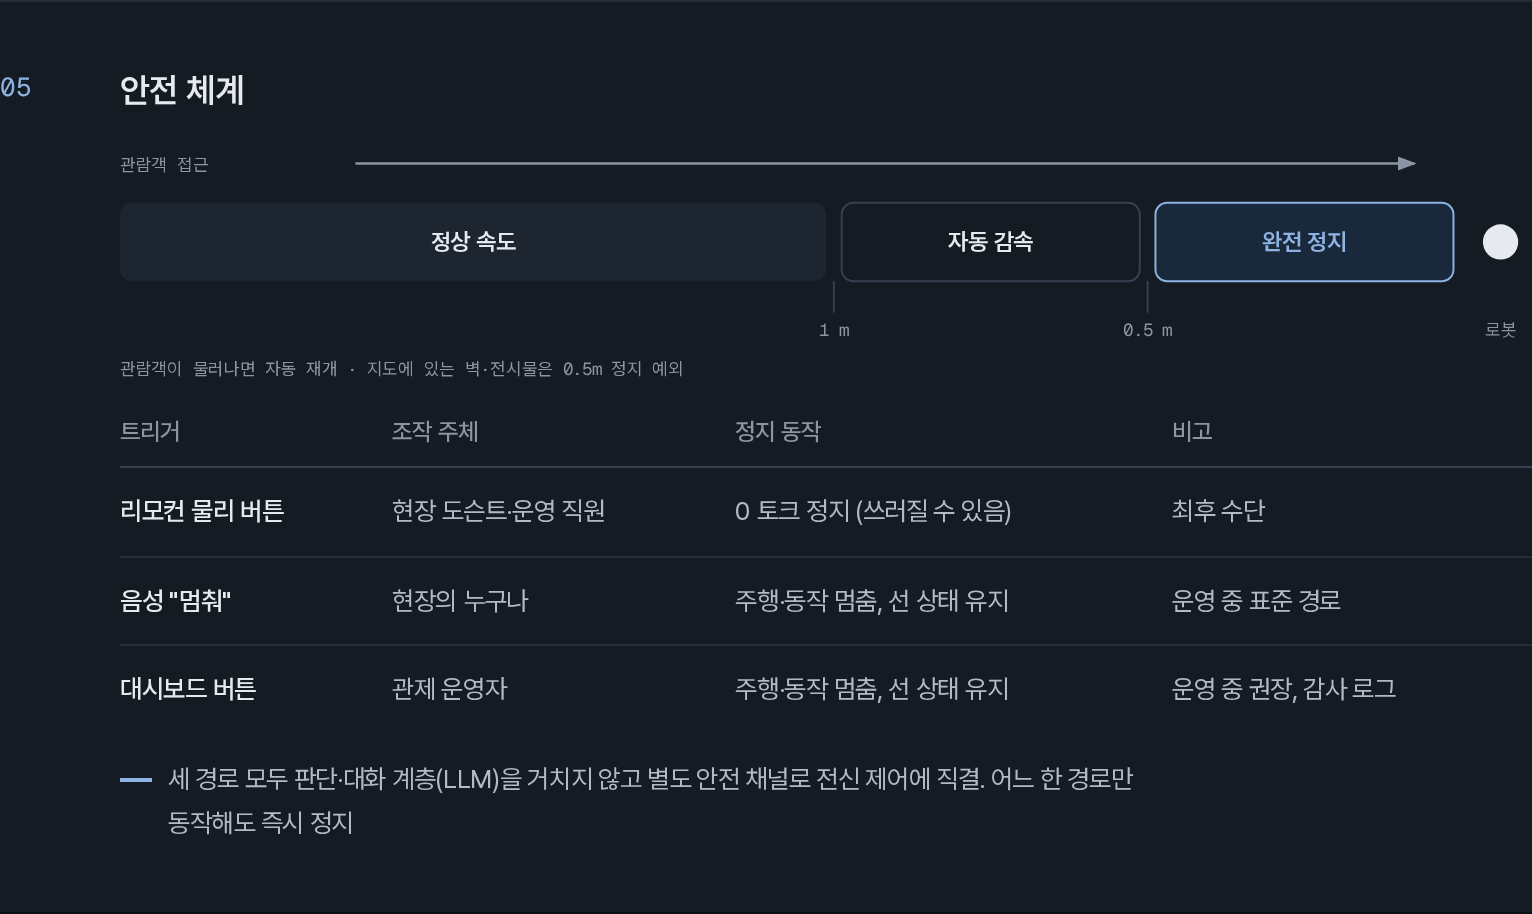 05
안전 체계
관람객 접근
정상 속도 자동 감속 완전 정지
1 m 0.5 m 로봇
관람객이 물러나면 자동 재개 · 지도에 있는 벽·전시물은 0.5m 정지 예외
트리거 조작 주체 정지 동작 비고
리모컨 물리 버튼 현장 도슨트·운영 직원 0 토크 정지 (쓰러질 수 있음) 최후 수단
음성 "멈춰" 현장의 누구나 주행·동작 멈춤, 선 상태 유지 운영 중 표준 경로
대시보드 버튼 관제 운영자 주행·동작 멈춤, 선 상태 유지 운영 중 권장, 감사 로그
세 경로 모두 판단·대화 계층(LLM)을 거치지 않고 별도 안전 채널로 전신 제어에 직결. 어느 한 경로만
동작해도 즉시 정지